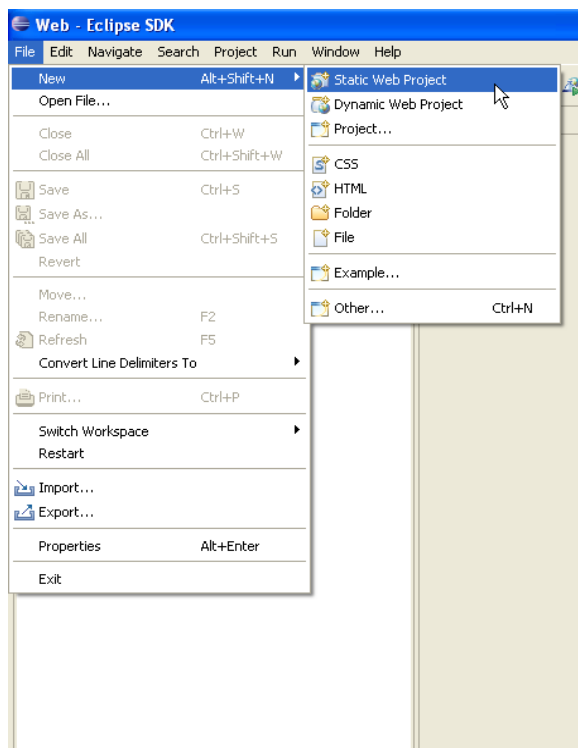 Web - Eclipse SDK
File Edit Navigate Search Project Run Window Help
New Alt+Shift+N
Open File...
Close Ctrl+W
Close All Ctrl+Shift+W
Save Ctrl+S
Save As...
Save All Ctrl+Shift+S
Revert
Move...
Rename... F2
Refresh F5
Convert Line Delimiters To
Print... Ctrl+P
Switch Workspace
Restart
Import...
Export...
Properties Alt+Enter
Exit
Static Web Project
Dynamic Web Project
Project...
CSS
HTML
Folder
File
Example...
Other... Ctrl+N